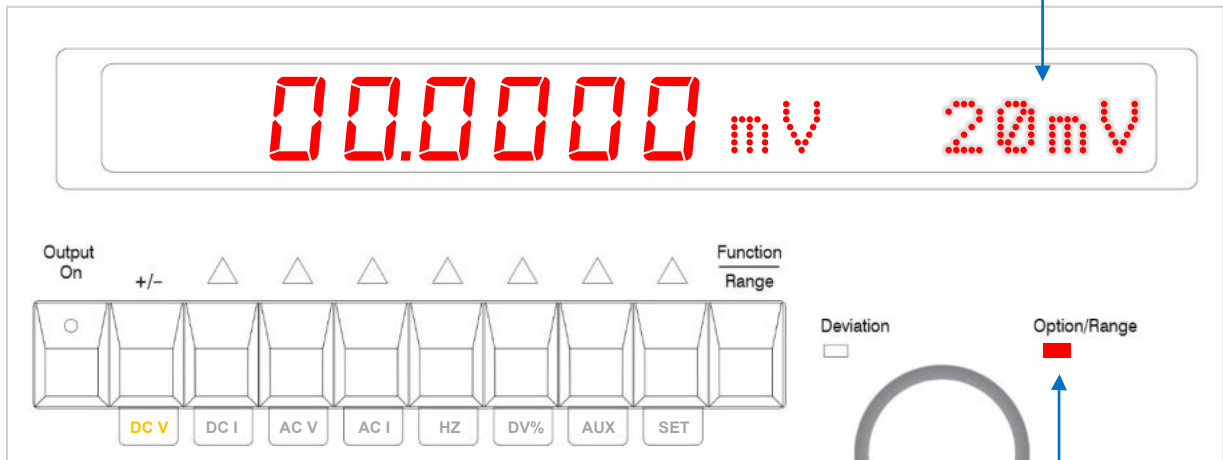 00.0000 mV 20mV
Output On
+/−
Function
Range
Deviation
Option/Range
DC V
DC I
AC V
AC I
HZ
DV%
AUX
SET